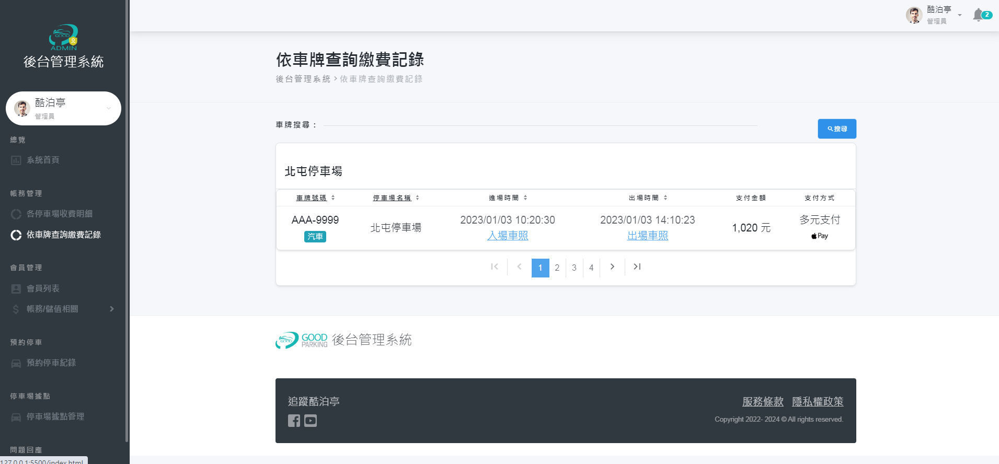 GOOD
ADMIN
後台管理系統
酷泊亭
管理員
總覽
系統首頁
帳務管理
各停車場收費明細
依車牌查詢繳費記錄
會員管理
會員列表
帳務/儲值相關
預約停車
預約停車紀錄
停車場據點
停車場據點管理
問題回應
127.0.0.1:5500/index.html
酷泊亭
管理員
2
依車牌查詢繳費記錄
後台管理系統 > 依車牌查詢繳費記錄
車牌搜尋：
搜尋
北屯停車場
車牌號碼 停車場名稱 進場時間 出場時間 支付金額 支付方式
AAA-9999 北屯停車場 2023/01/03 10:20:30 2023/01/03 14:10:23 1,020 元 多元支付
汽車 入場車照 出場車照 Pay
1 2 3 4
GOOD GOOD PARKING 後台管理系統
追蹤酷泊亭
服務條款 隱私權政策
Copyright 2022- 2024 © All rights reserved.